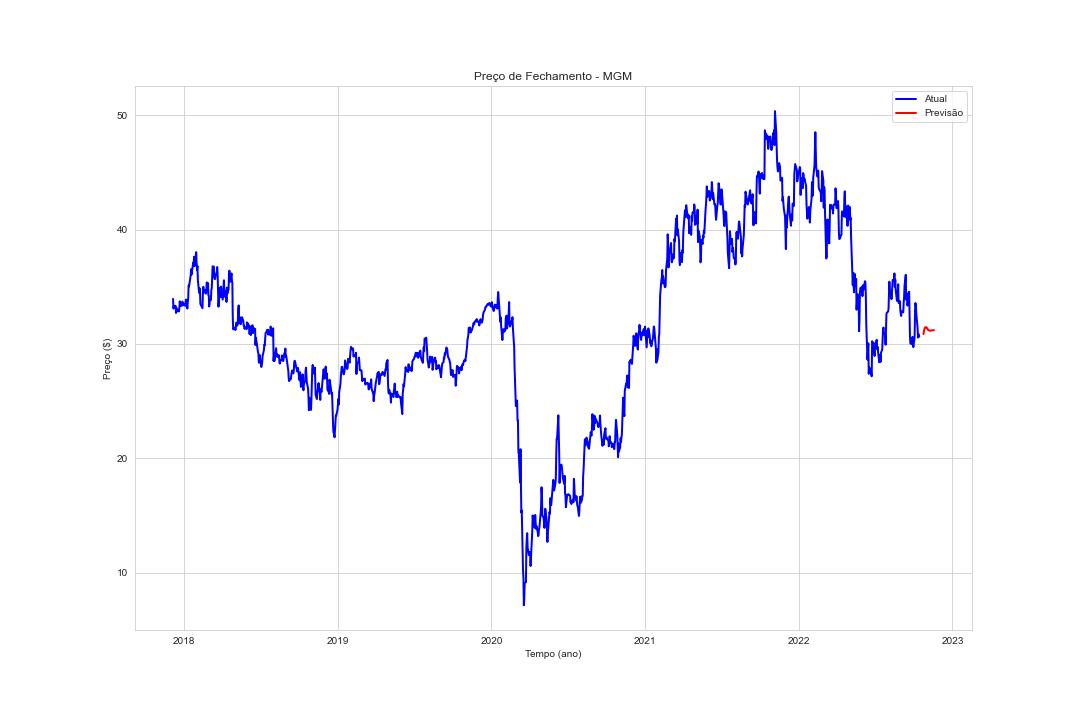 Preço de Fechamento - MGM
Atual
Previsão
50
40
30
20
10
Preço ($)
2018 2019 2020 2021 2022 2023
Tempo (ano)